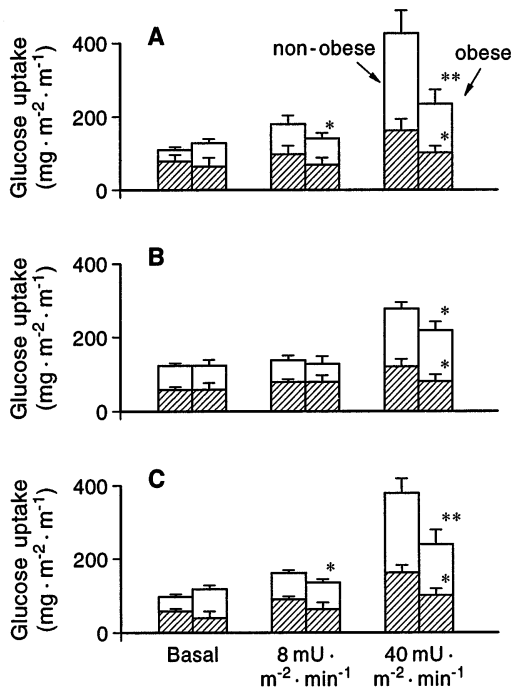 A
Glucose uptake
(mg · m-2 · m-1)
400
200
0
non-obese
obese
*
**
*
B
Glucose uptake
(mg · m-2 · m-1)
400
200
0
*
*
C
Glucose uptake
(mg · m-2 · m-1)
400
200
0
*
**
*
Basal
8 mU ·
m-2 · min-1
40 mU ·
m-2 · min-1